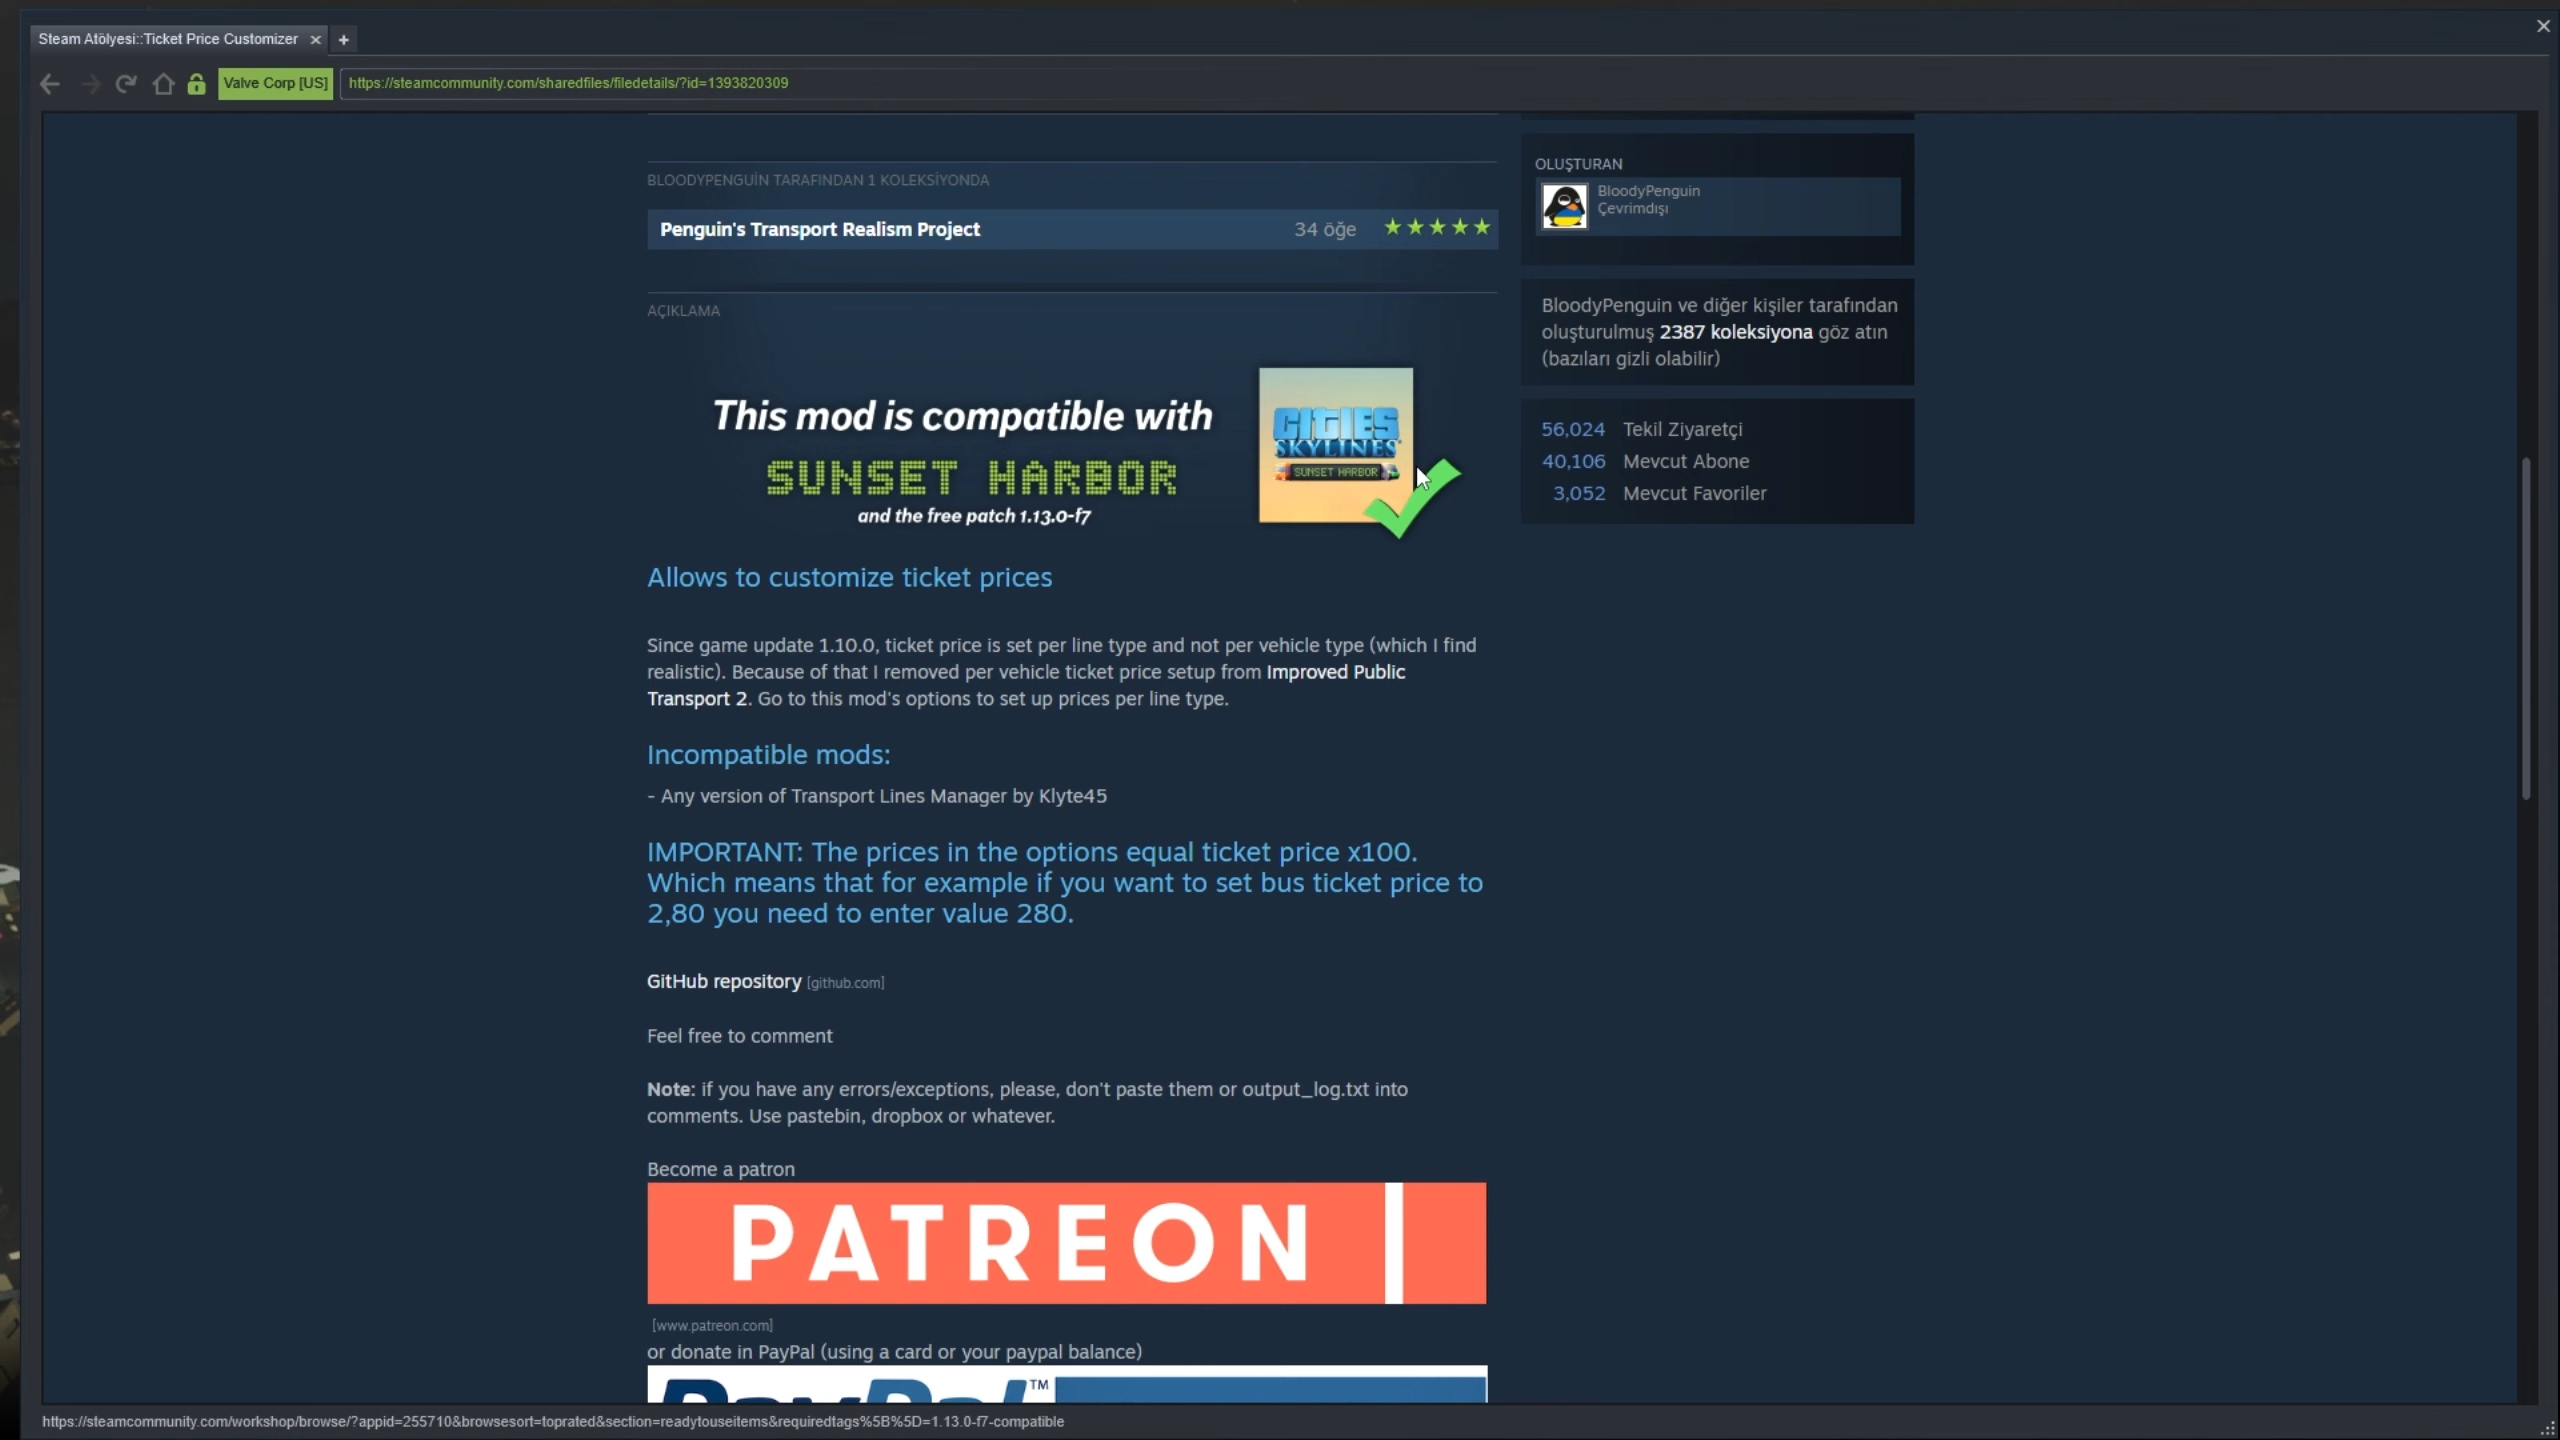 Steam Atölyesi::Ticket Price Customizer
Valve Corp [US]
https://steamcommunity.com/sharedfiles/filedetails/?id=1393820309
BLOODYPENGUİN TARAFINDAN 1 KOLEKSİYONDA
Penguin's Transport Realism Project
34 öğe
AÇIKLAMA
This mod is compatible with
SUNSET HARBOR
and the free patch 1.13.0-f7
CITIES
SKYLINES
SUNSET HARBOR
Allows to customize ticket prices
Since game update 1.10.0, ticket price is set per line type and not per vehicle type (which I find
realistic). Because of that I removed per vehicle ticket price setup from Improved Public
Transport 2. Go to this mod's options to set up prices per line type.
Incompatible mods:
- Any version of Transport Lines Manager by Klyte45
IMPORTANT: The prices in the options equal ticket price x100.
Which means that for example if you want to set bus ticket price to
2,80 you need to enter value 280.
GitHub repository [github.com]
Feel free to comment
Note: if you have any errors/exceptions, please, don't paste them or output_log.txt into
comments. Use pastebin, dropbox or whatever.
Become a patron
PATREON
[www.patreon.com]
or donate in PayPal (using a card or your paypal balance)
PayPal™
OLUŞTURAN
BloodyPenguin
Çevrimdışı
BloodyPenguin ve diğer kişiler tarafından
oluşturulmuş 2387 koleksiyona göz atın
(bazıları gizli olabilir)
56,024 Tekil Ziyaretçi
40,106 Mevcut Abone
3,052 Mevcut Favoriler
https://steamcommunity.com/workshop/browse/?appid=255710&browsesort=toprated&section=readytouseitems&requiredtags%5B%5D=1.13.0-f7-compatible